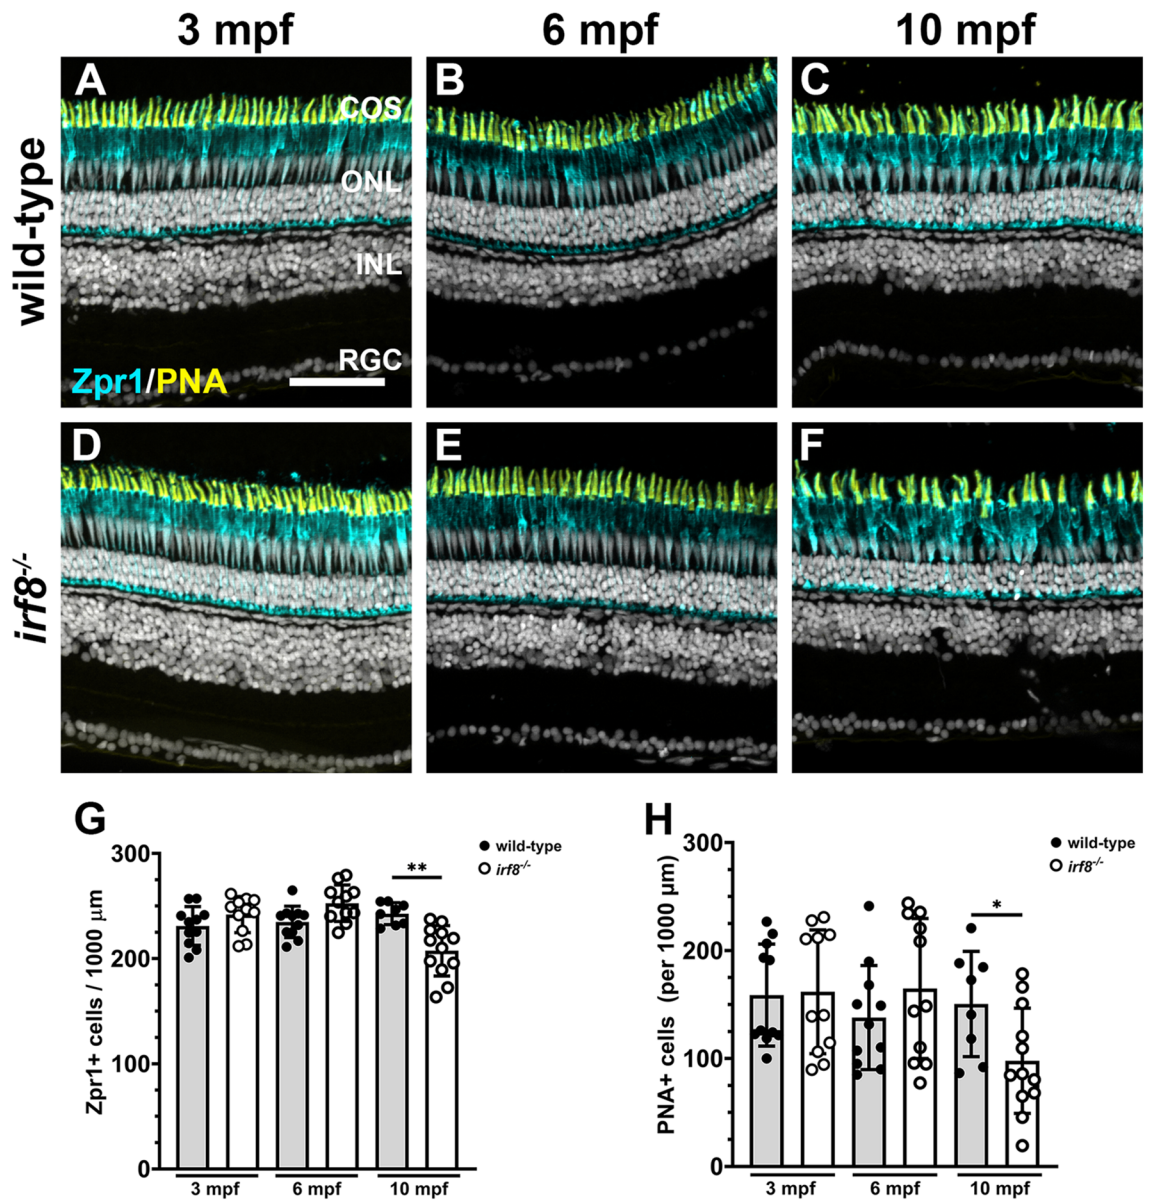 3 mpf 6 mpf 10 mpf
wild-type
A B C
COS
ONL
INL
RGC
Zpr1/PNA
irf8-/-
D E F
G
Zpr1+ cells / 1000 µm
300
200
100
0
**
wild-type
irf8-/-
3 mpf 6 mpf 10 mpf
H
PNA+ cells (per 1000 µm)
300
200
100
0
*
wild-type
irf8-/-
3 mpf 6 mpf 10 mpf